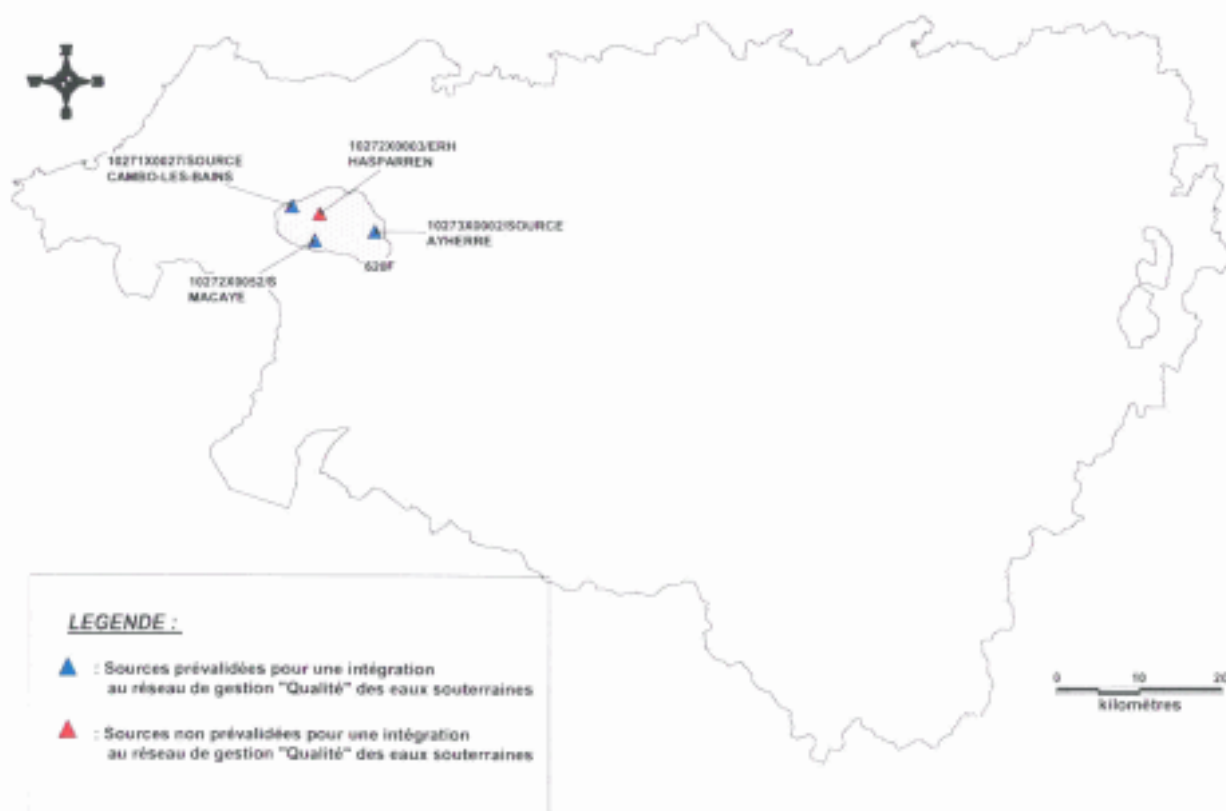 10272X0003/ERH
HASPARREN
10271X0027/SOURCE
CAMBO-LES-BAINS
10273X0002/SOURCE
AYHERRE
620F
10272X0052/S
MACAYE
LEGENDE :
: Sources prévalidées pour une intégration
au réseau de gestion "Qualité" des eaux souterraines
: Sources non prévalidées pour une intégration
au réseau de gestion "Qualité" des eaux souterraines
0 10 20
kilomètres